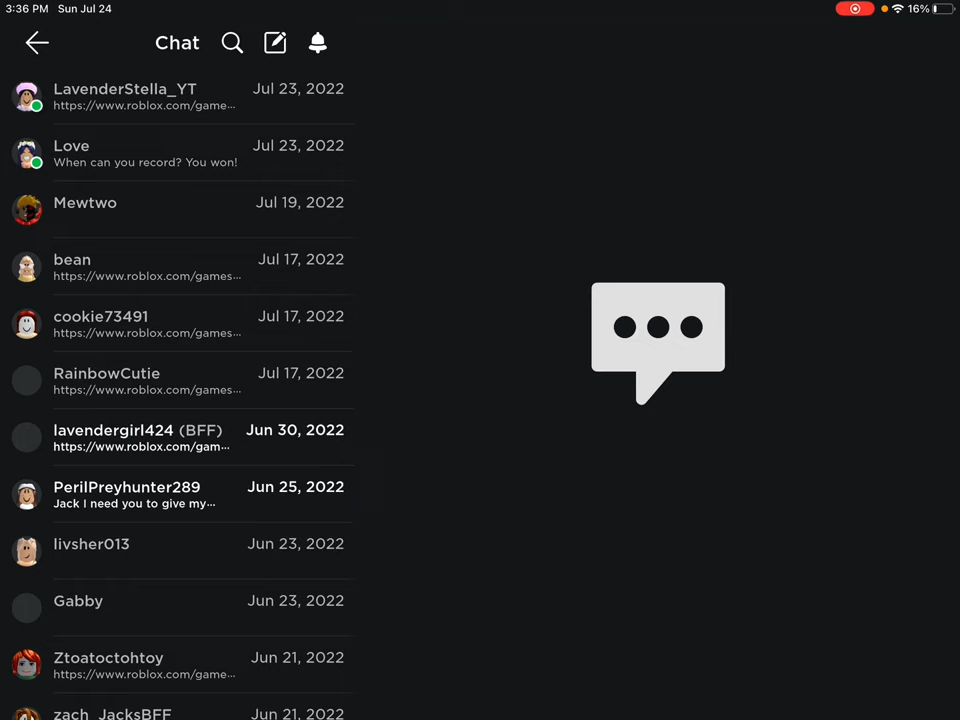 3:36 PM Sun Jul 24
16%
Chat
LavenderStella_YT Jul 23, 2022
https://www.roblox.com/game...
Love Jul 23, 2022
When can you record? You won!
Mewtwo Jul 19, 2022
bean Jul 17, 2022
https://www.roblox.com/games...
cookie73491 Jul 17, 2022
https://www.roblox.com/games...
RainbowCutie Jul 17, 2022
https://www.roblox.com/games...
lavendergirl424 (BFF) Jun 30, 2022
https://www.roblox.com/gam...
PerilPreyhunter289 Jun 25, 2022
Jack I need you to give my...
livsher013 Jun 23, 2022
Gabby Jun 23, 2022
Ztoatoctohtoy Jun 21, 2022
https://www.roblox.com/game...
zach_JacksBFF Jun 21, 2022